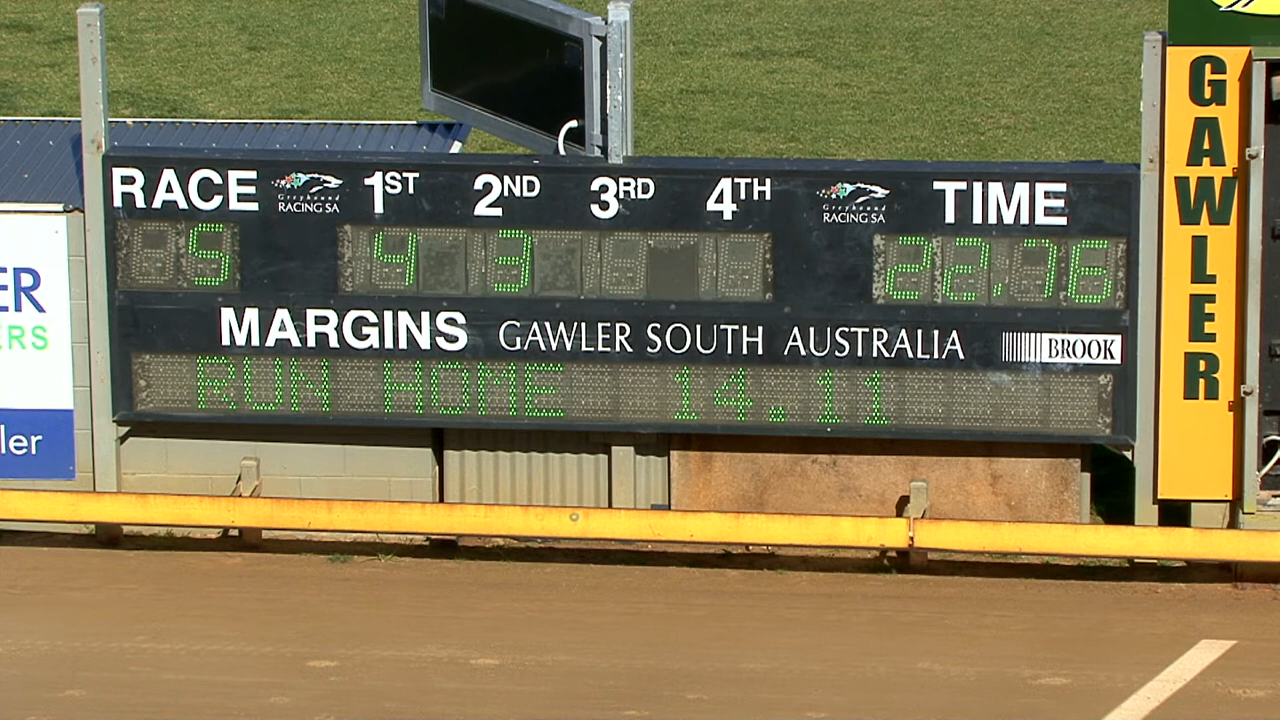 RACE Greyhound RACING SA 1ST 2ND 3RD 4TH Greyhound RACING SA TIME
5 4 3 22.76
MARGINS GAWLER SOUTH AUSTRALIA BROOK
RUN HOME 14.11
GAWLER
ER
ERS
ler